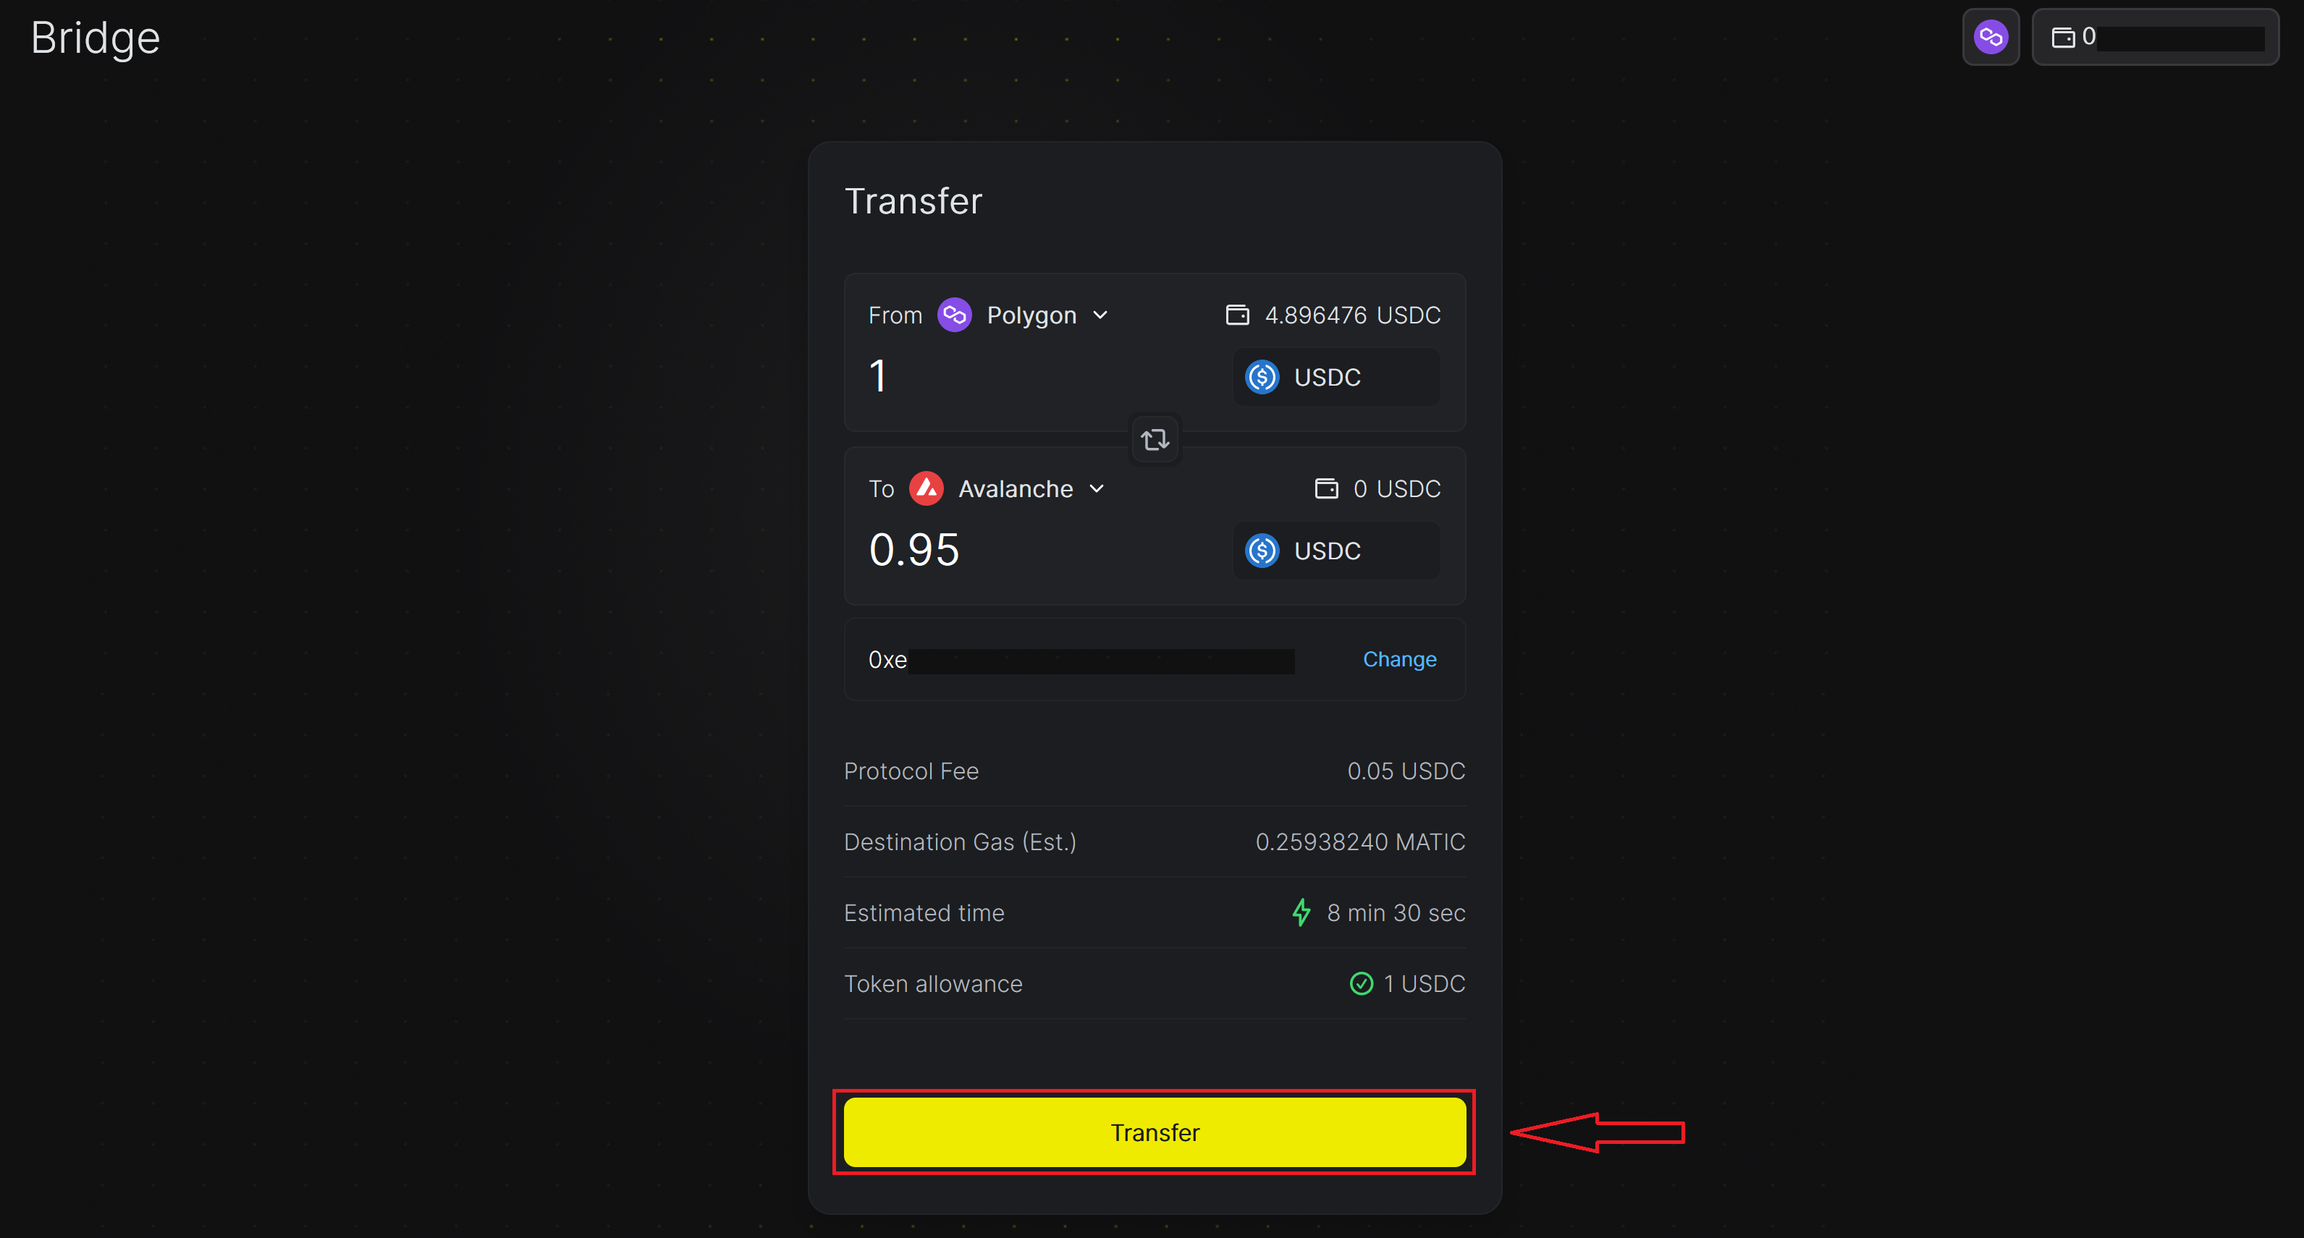 Bridge
0
Transfer
From Polygon 4.896476 USDC
1 USDC
To Avalanche 0 USDC
0.95 USDC
0xe Change
Protocol Fee 0.05 USDC
Destination Gas (Est.) 0.25938240 MATIC
Estimated time 8 min 30 sec
Token allowance 1 USDC
Transfer